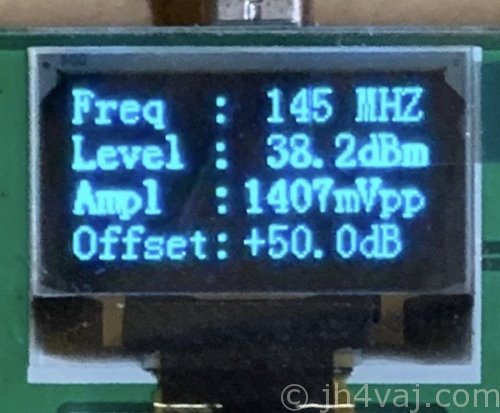 Freq : 145 MHZ
Level : 38.2dBm
Ampl :1407mVpp
Offset:+50.0dB
© jh4vaj.com